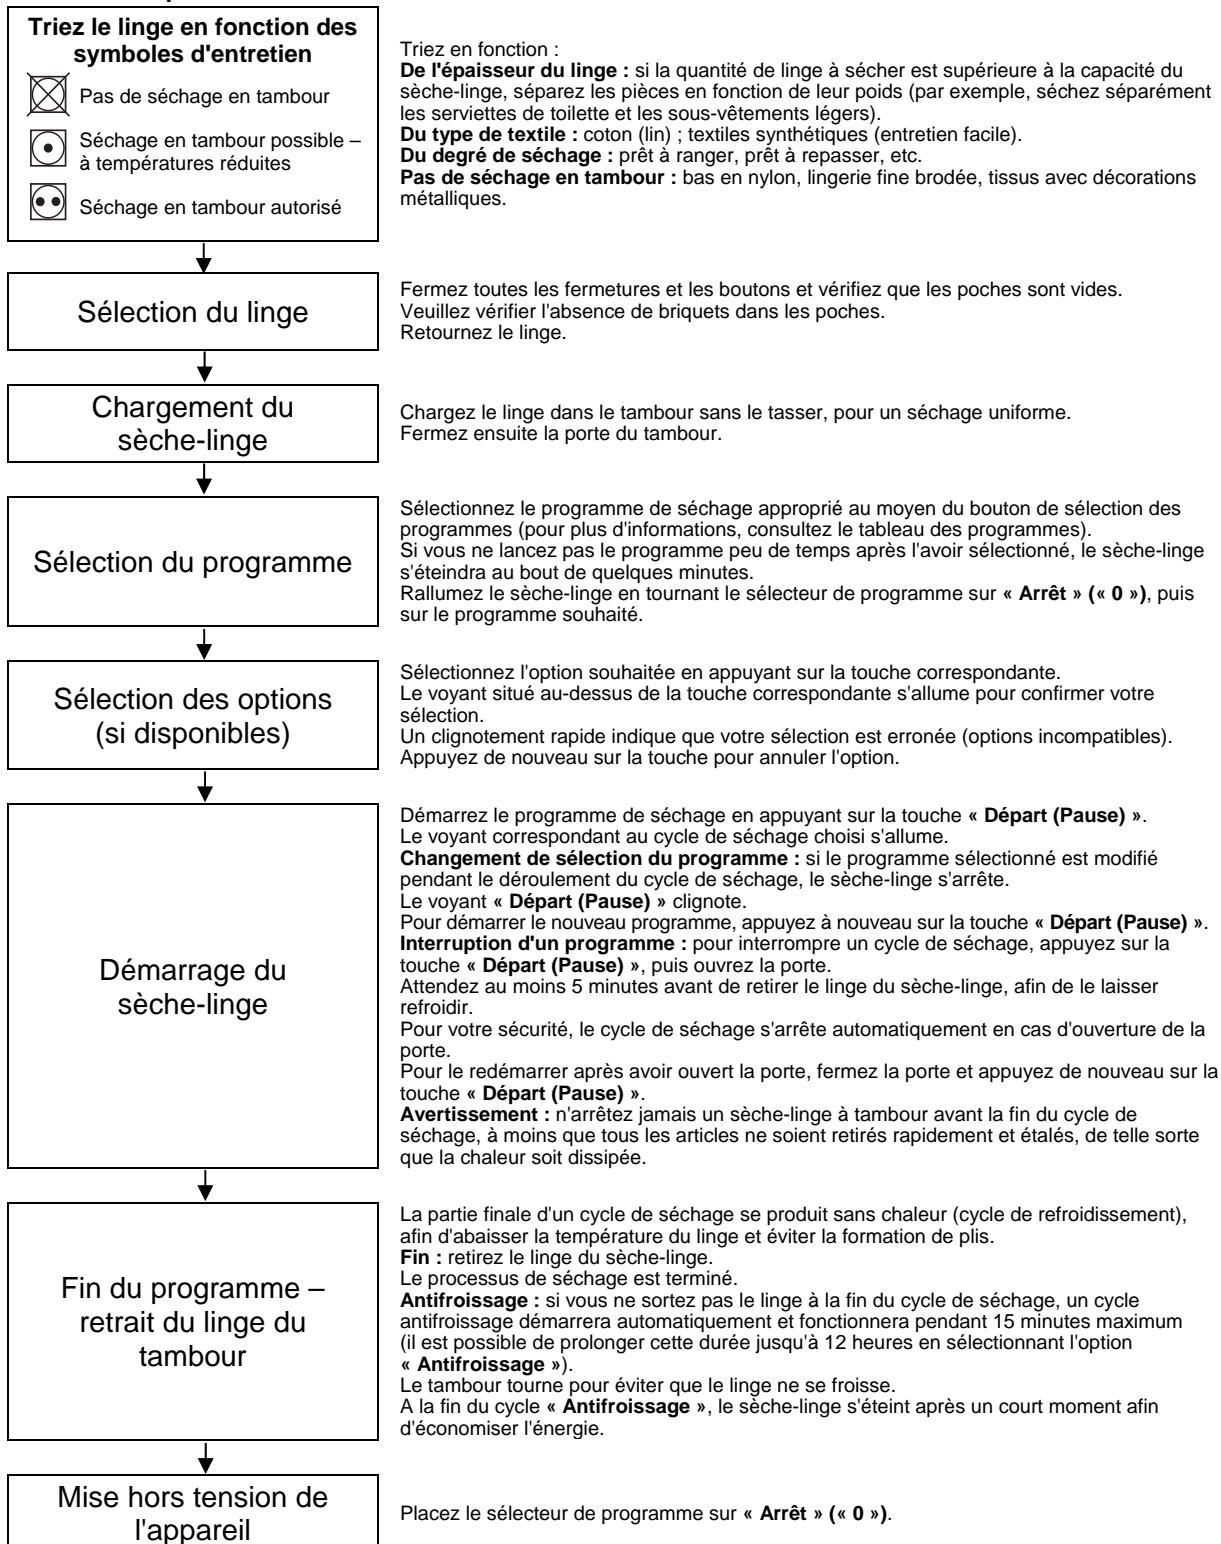 Triez le linge en fonction des
symboles d'entretien
Pas de séchage en tambour
Séchage en tambour possible –
à températures réduites
Séchage en tambour autorisé
Triez en fonction :
De l'épaisseur du linge : si la quantité de linge à sécher est supérieure à la capacité du
sèche-linge, séparez les pièces en fonction de leur poids (par exemple, séchez séparément
les serviettes de toilette et les sous-vêtements légers).
Du type de textile : coton (lin) ; textiles synthétiques (entretien facile).
Du degré de séchage : prêt à ranger, prêt à repasser, etc.
Pas de séchage en tambour : bas en nylon, lingerie fine brodée, tissus avec décorations
métalliques.
Sélection du linge
Fermez toutes les fermetures et les boutons et vérifiez que les poches sont vides.
Veuillez vérifier l'absence de briquets dans les poches.
Retournez le linge.
Chargement du
sèche-linge
Chargez le linge dans le tambour sans le tasser, pour un séchage uniforme.
Fermez ensuite la porte du tambour.
Sélection du programme
Sélectionnez le programme de séchage approprié au moyen du bouton de sélection des
programmes (pour plus d'informations, consultez le tableau des programmes).
Si vous ne lancez pas le programme peu de temps après l'avoir sélectionné, le sèche-linge
s'éteindra au bout de quelques minutes.
Rallumez le sèche-linge en tournant le sélecteur de programme sur « Arrêt » (« 0 »), puis
sur le programme souhaité.
Sélection des options
(si disponibles)
Sélectionnez l'option souhaitée en appuyant sur la touche correspondante.
Le voyant situé au-dessus de la touche correspondante s'allume pour confirmer votre
sélection.
Un clignotement rapide indique que votre sélection est erronée (options incompatibles).
Appuyez de nouveau sur la touche pour annuler l'option.
Démarrage du
sèche-linge
Démarrez le programme de séchage en appuyant sur la touche « Départ (Pause) ».
Le voyant correspondant au cycle de séchage choisi s'allume.
Changement de sélection du programme : si le programme sélectionné est modifié
pendant le déroulement du cycle de séchage, le sèche-linge s'arrête.
Le voyant « Départ (Pause) » clignote.
Pour démarrer le nouveau programme, appuyez à nouveau sur la touche « Départ (Pause) ».
Interruption d'un programme : pour interrompre un cycle de séchage, appuyez sur la
touche « Départ (Pause) », puis ouvrez la porte.
Attendez au moins 5 minutes avant de retirer le linge du sèche-linge, afin de le laisser
refroidir.
Pour votre sécurité, le cycle de séchage s'arrête automatiquement en cas d'ouverture de la
porte.
Pour le redémarrer après avoir ouvert la porte, fermez la porte et appuyez de nouveau sur la
touche « Départ (Pause) ».
Avertissement : n'arrêtez jamais un sèche-linge à tambour avant la fin du cycle de
séchage, à moins que tous les articles ne soient retirés rapidement et étalés, de telle sorte
que la chaleur soit dissipée.
Fin du programme –
retrait du linge du
tambour
La partie finale d'un cycle de séchage se produit sans chaleur (cycle de refroidissement),
afin d'abaisser la température du linge et éviter la formation de plis.
Fin : retirez le linge du sèche-linge.
Le processus de séchage est terminé.
Antifroissage : si vous ne sortez pas le linge à la fin du cycle de séchage, un cycle
antifroissage démarrera automatiquement et fonctionnera pendant 15 minutes maximum
(il est possible de prolonger cette durée jusqu'à 12 heures en sélectionnant l'option
« Antifroissage »).
Le tambour tourne pour éviter que le linge ne se froisse.
A la fin du cycle « Antifroissage », le sèche-linge s'éteint après un court moment afin
d'économiser l'énergie.
Mise hors tension de
l'appareil
Placez le sélecteur de programme sur « Arrêt » (« 0 »).